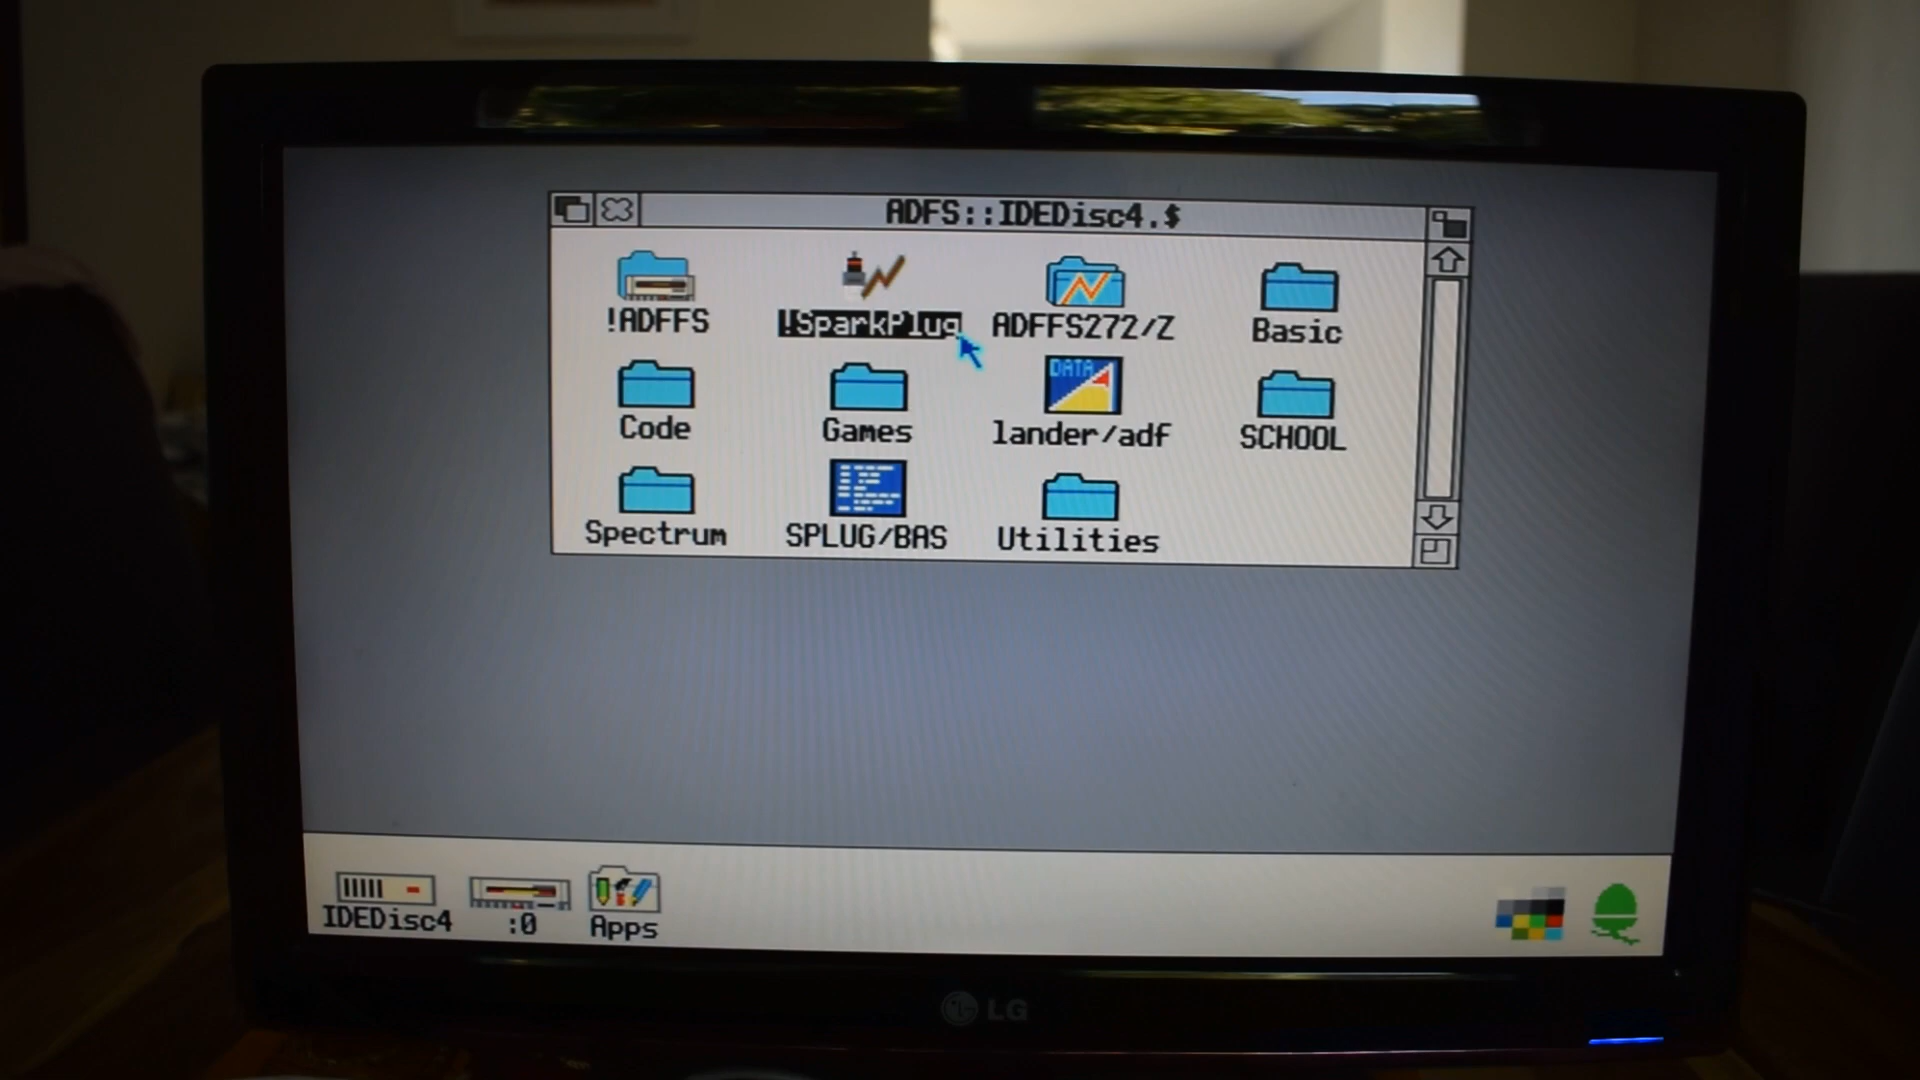 ADFS::IDEDisc4.$
!ADFFS !SparkPlug ADFFS272/Z Basic
DATA
Code Games lander/adf SCHOOL
Spectrum SPLUG/BAS Utilities
IDEDisc4 :0 Apps
LG